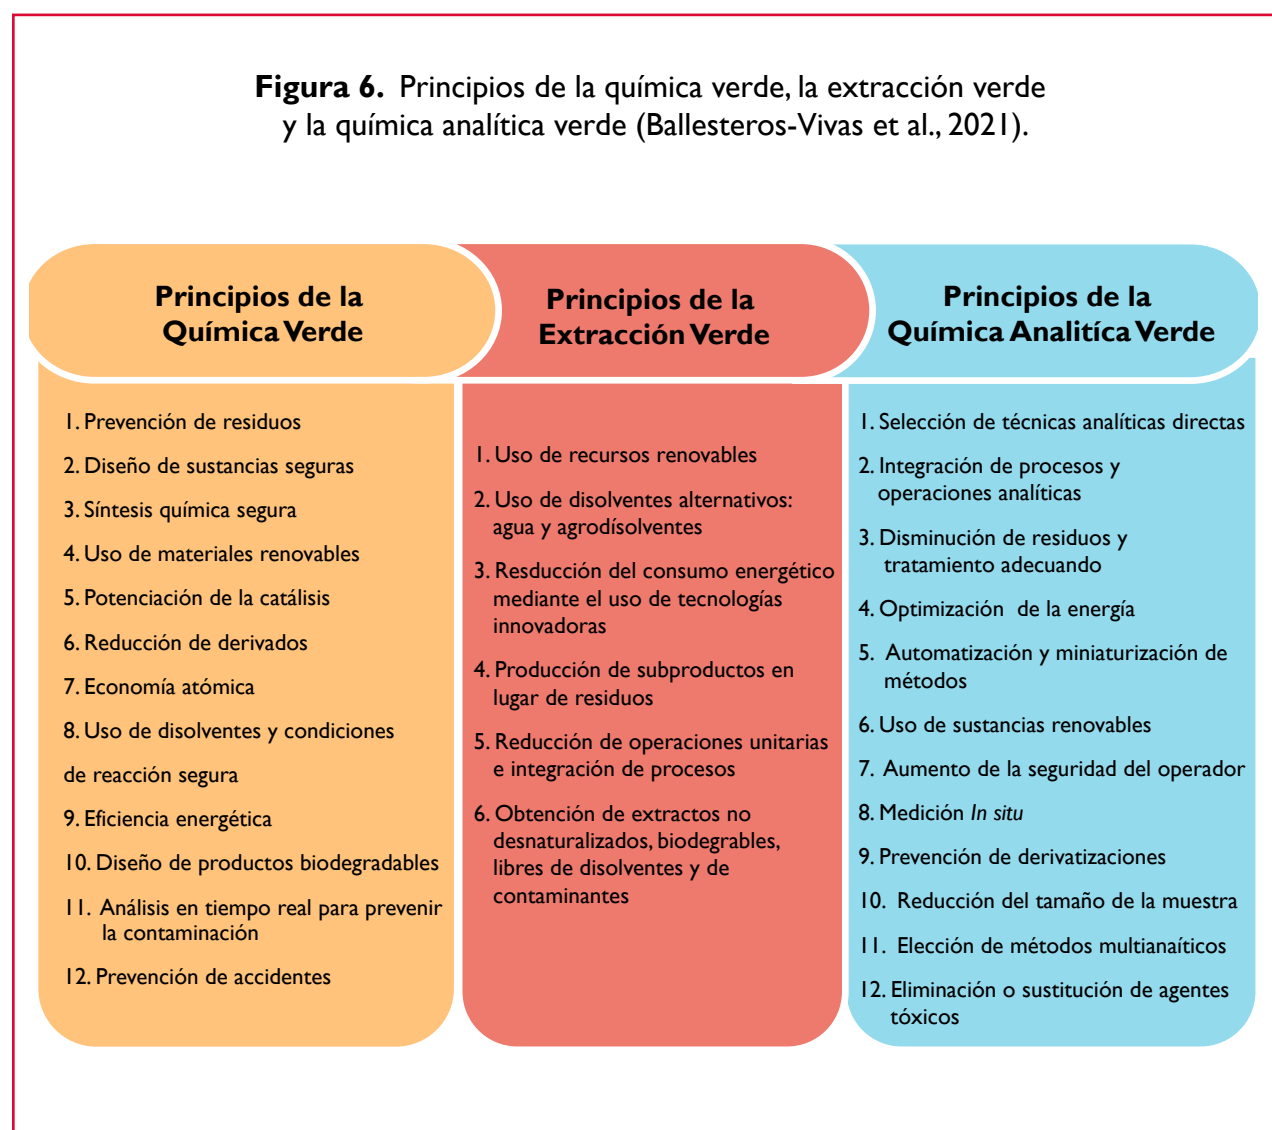 Figura 6. Principios de la química verde, la extracción verde
y la química analítica verde (Ballesteros-Vivas et al., 2021).
Principios de la
Química Verde
1. Prevención de residuos
2. Diseño de sustancias seguras
3. Síntesis química segura
4. Uso de materiales renovables
5. Potenciación de la catálisis
6. Reducción de derivados
7. Economía atómica
8. Uso de disolventes y condiciones
de reacción segura
9. Eficiencia energética
10. Diseño de productos biodegradables
11. Análisis en tiempo real para prevenir
la contaminación
12. Prevención de accidentes
Principios de la
Extracción Verde
1. Uso de recursos renovables
2. Uso de disolventes alternativos:
agua y agrodísolventes
3. Resducción del consumo energético
mediante el uso de tecnologías
innovadoras
4. Producción de subproductos en
lugar de residuos
5. Reducción de operaciones unitarias
e integración de procesos
6. Obtención de extractos no
desnaturalizados, biodegrables,
libres de disolventes y de
contaminantes
Principios de la
Química Analitíca Verde
1. Selección de técnicas analíticas directas
2. Integración de procesos y
operaciones analíticas
3. Disminución de residuos y
tratamiento adecuando
4. Optimización de la energía
5. Automatización y miniaturización de
métodos
6. Uso de sustancias renovables
7. Aumento de la seguridad del operador
8. Medición In situ
9. Prevención de derivatizaciones
10. Reducción del tamaño de la muestra
11. Elección de métodos multianaíticos
12. Eliminación o sustitución de agentes
tóxicos